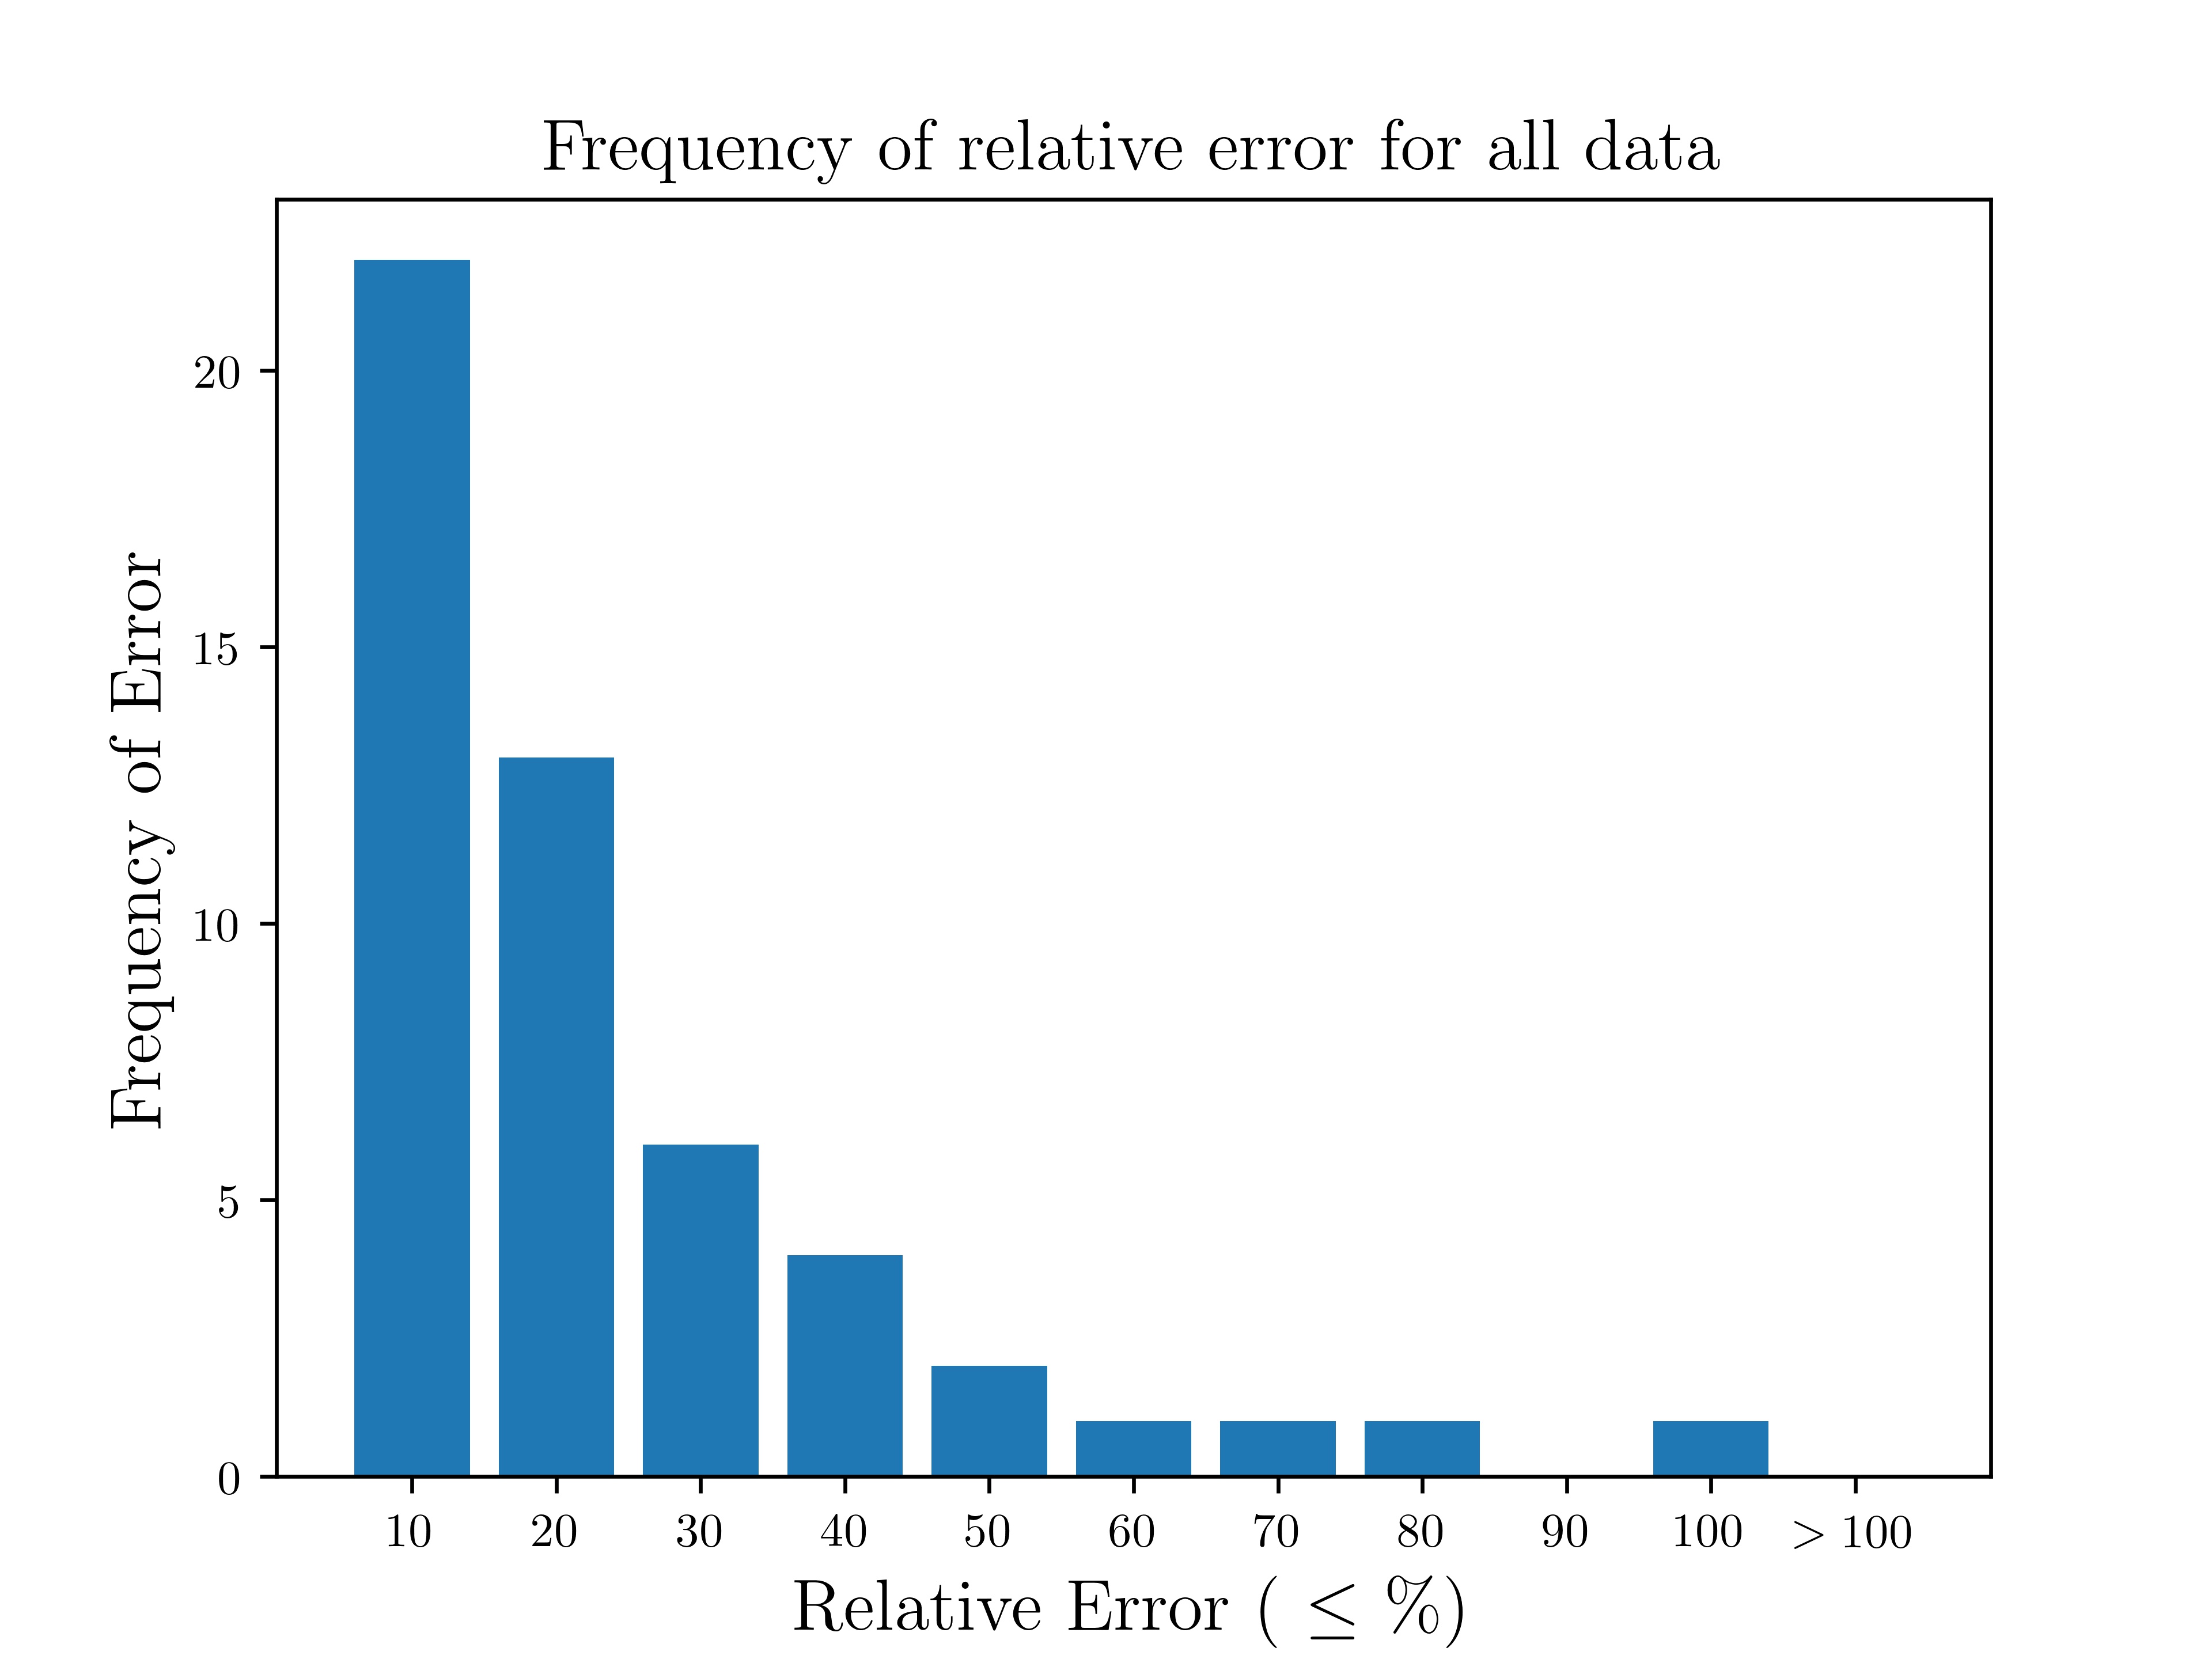 Frequency of relative error for all data
Frequency of Error
20
15
10
5
0
10 20 30 40 50 60 70 80 90 100 > 100
Relative Error ( ≤ %)